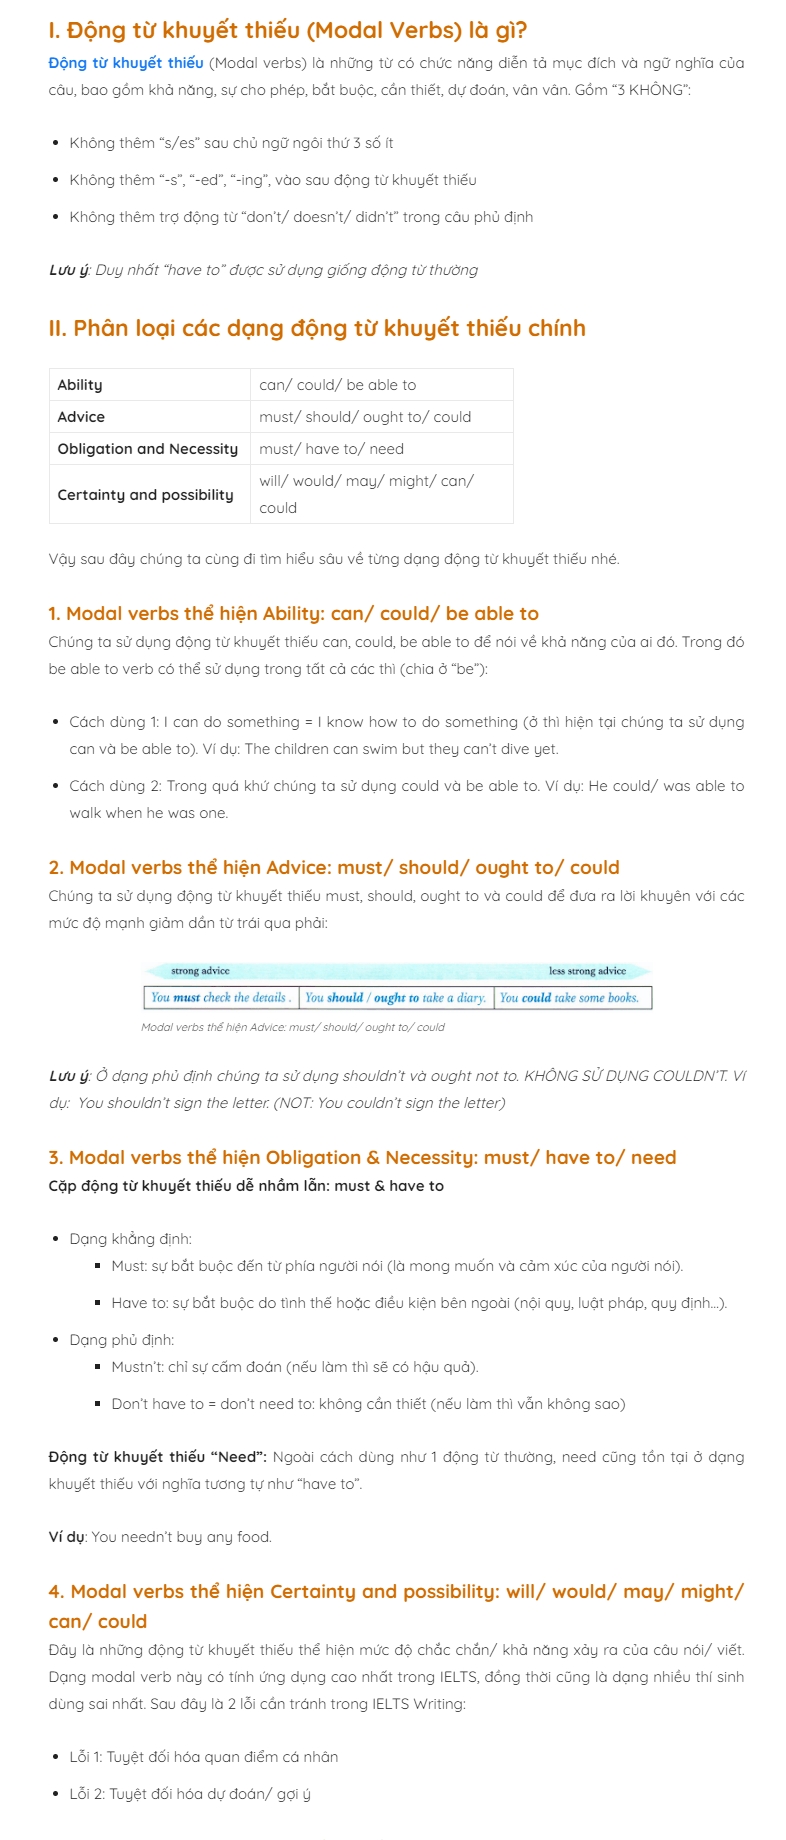 I. Động từ khuyết thiếu (Modal Verbs) là gì?
Động từ khuyết thiếu (Modal verbs) là những từ có chức năng diễn tả mục đích và ngữ nghĩa của
câu, bao gồm khả năng, sự cho phép, bắt buộc, cần thiết, dự đoán, vân vân. Gồm “3 KHÔNG”:
Không thêm “s/es” sau chủ ngữ ngôi thứ 3 số ít
Không thêm “-s”, “-ed”, “-ing”, vào sau động từ khuyết thiếu
Không thêm trợ động từ “don’t/ doesn’t/ didn’t” trong câu phủ định
Lưu ý: Duy nhất “have to” được sử dụng giống động từ thường
II. Phân loại các dạng động từ khuyết thiếu chính
Ability can/ could/ be able to
Advice must/ should/ ought to/ could
Obligation and Necessity must/ have to/ need
Certainty and possibility will/ would/ may/ might/ can/
could
Vậy sau đây chúng ta cùng đi tìm hiểu sâu về từng dạng động từ khuyết thiếu nhé.
1. Modal verbs thể hiện Ability: can/ could/ be able to
Chúng ta sử dụng động từ khuyết thiếu can, could, be able to để nói về khả năng của ai đó. Trong đó
be able to verb có thể sử dụng trong tất cả các thì (chia ở “be”):
Cách dùng 1: I can do something = I know how to do something (ở thì hiện tại chúng ta sử dụng
can và be able to). Ví dụ: The children can swim but they can’t dive yet.
Cách dùng 2: Trong quá khứ chúng ta sử dụng could và be able to. Ví dụ: He could/ was able to
walk when he was one.
2. Modal verbs thể hiện Advice: must/ should/ ought to/ could
Chúng ta sử dụng động từ khuyết thiếu must, should, ought to và could để đưa ra lời khuyên với các
mức độ mạnh giảm dần từ trái qua phải:
strong advice less strong advice
You must check the details . You should / ought to take a diary. You could take some books.
Modal verbs thể hiện Advice: must/ should/ ought to/ could
Lưu ý: Ở dạng phủ định chúng ta sử dụng shouldn’t và ought not to. KHÔNG SỬ DỤNG COULDN’T. Ví
dụ: You shouldn’t sign the letter. (NOT: You couldn’t sign the letter)
3. Modal verbs thể hiện Obligation & Necessity: must/ have to/ need
Cặp động từ khuyết thiếu dễ nhầm lẫn: must & have to
Dạng khẳng định:
Must: sự bắt buộc đến từ phía người nói (là mong muốn và cảm xúc của người nói).
Have to: sự bắt buộc do tình thế hoặc điều kiện bên ngoài (nội quy, luật pháp, quy định…).
Dạng phủ định:
Mustn’t: chỉ sự cấm đoán (nếu làm thì sẽ có hậu quả).
Don’t have to = don’t need to: không cần thiết (nếu làm thì vẫn không sao)
Động từ khuyết thiếu “Need”: Ngoài cách dùng như 1 động từ thường, need cũng tồn tại ở dạng
khuyết thiếu với nghĩa tương tự như “have to”.
Ví dụ: You needn’t buy any food.
4. Modal verbs thể hiện Certainty and possibility: will/ would/ may/ might/
can/ could
Đây là những động từ khuyết thiếu thể hiện mức độ chắc chắn/ khả năng xảy ra của câu nói/ viết.
Dạng modal verb này có tính ứng dụng cao nhất trong IELTS, đồng thời cũng là dạng nhiều thí sinh
dùng sai nhất. Sau đây là 2 lỗi cần tránh trong IELTS Writing:
Lỗi 1: Tuyệt đối hóa quan điểm cá nhân
Lỗi 2: Tuyệt đối hóa dự đoán/ gợi ý